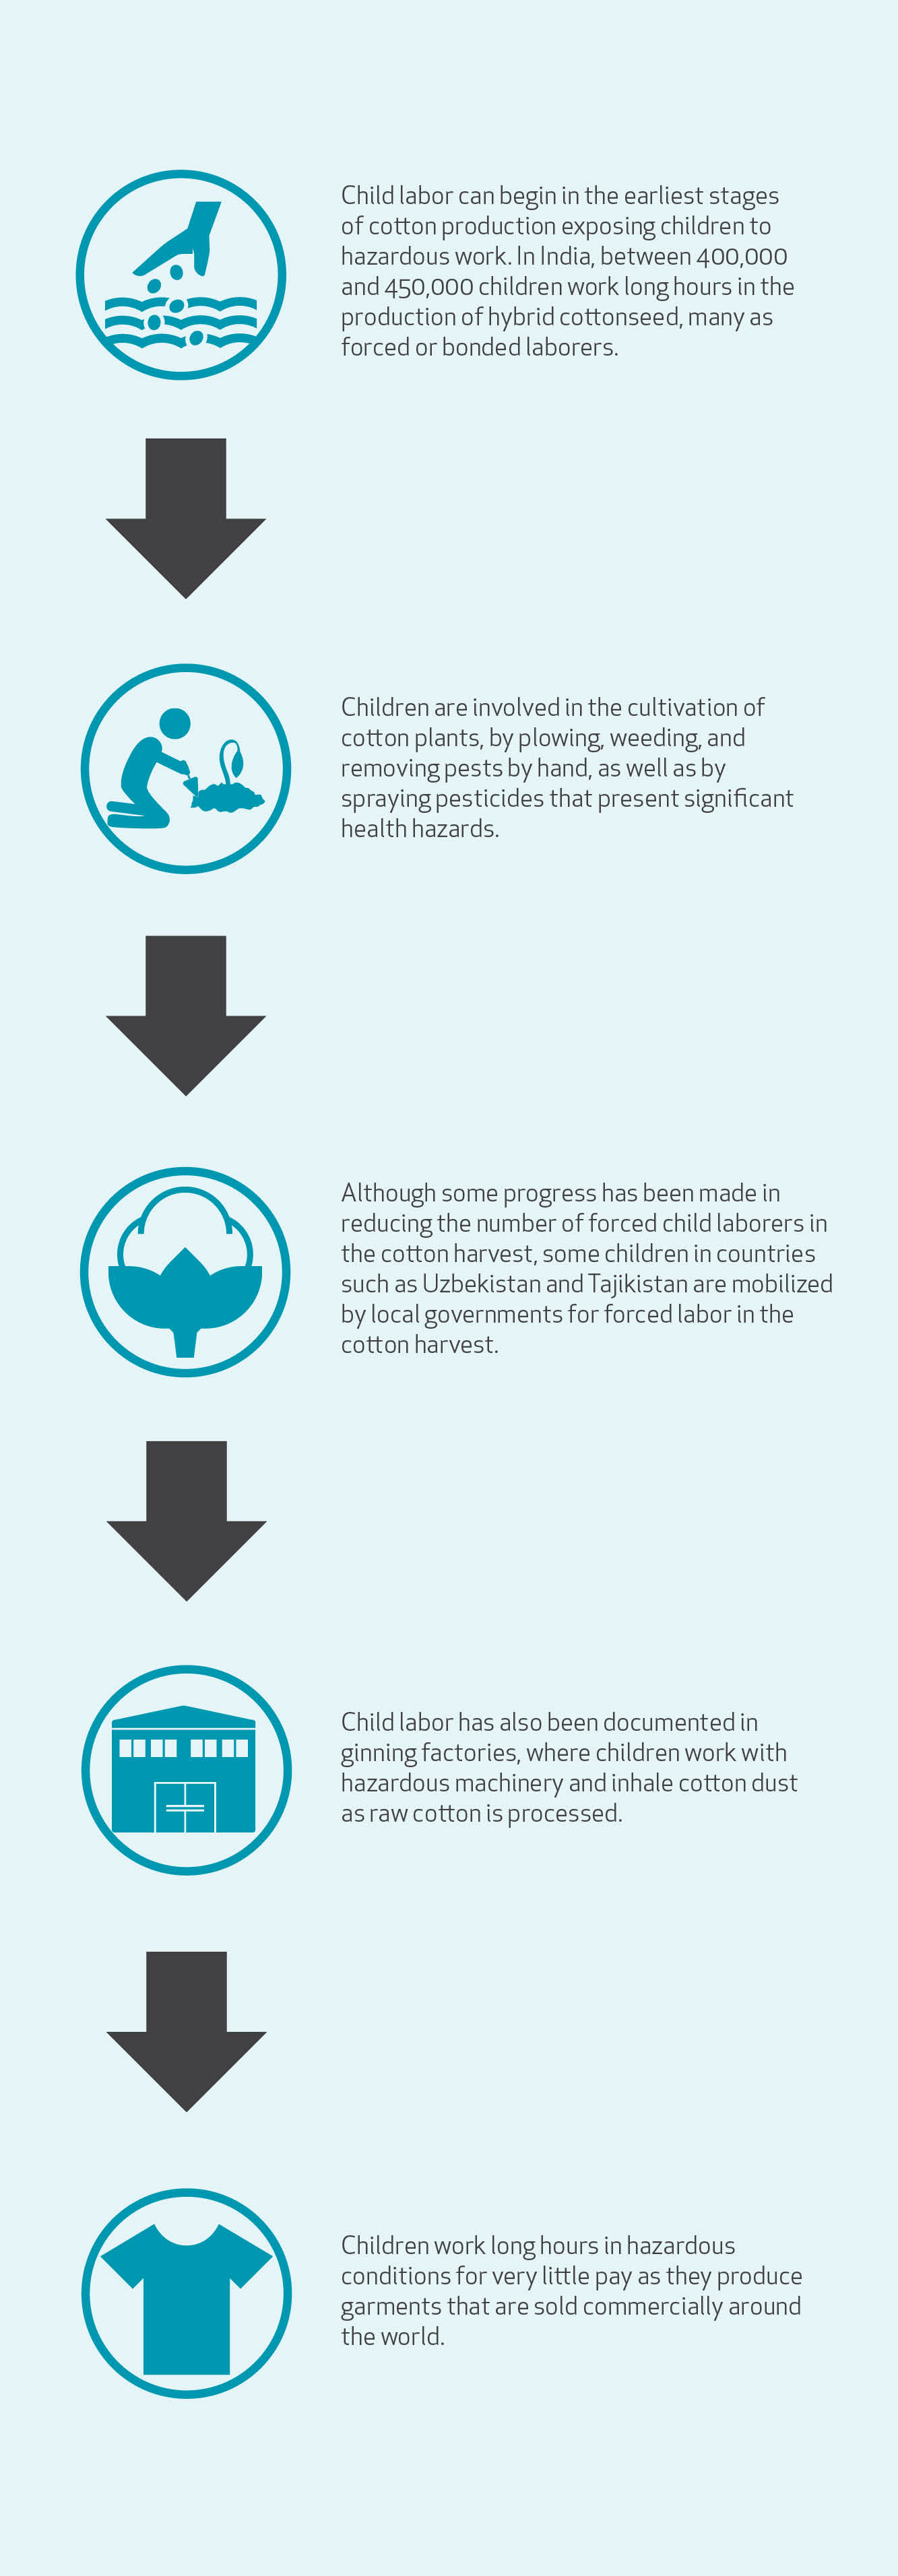 Child labor can begin in the earliest stages
of cotton production exposing children to
hazardous work. In India, between 400,000
and 450,000 children work long hours in the
production of hybrid cottonseed, many as
forced or bonded laborers.
Children are involved in the cultivation of
cotton plants, by plowing, weeding, and
removing pests by hand, as well as by
spraying pesticides that present significant
health hazards.
Although some progress has been made in
reducing the number of forced child laborers in
the cotton harvest, some children in countries
such as Uzbekistan and Tajikistan are mobilized
by local governments for forced labor in the
cotton harvest.
Child labor has also been documented in
ginning factories, where children work with
hazardous machinery and inhale cotton dust
as raw cotton is processed.
Children work long hours in hazardous
conditions for very little pay as they produce
garments that are sold commercially around
the world.